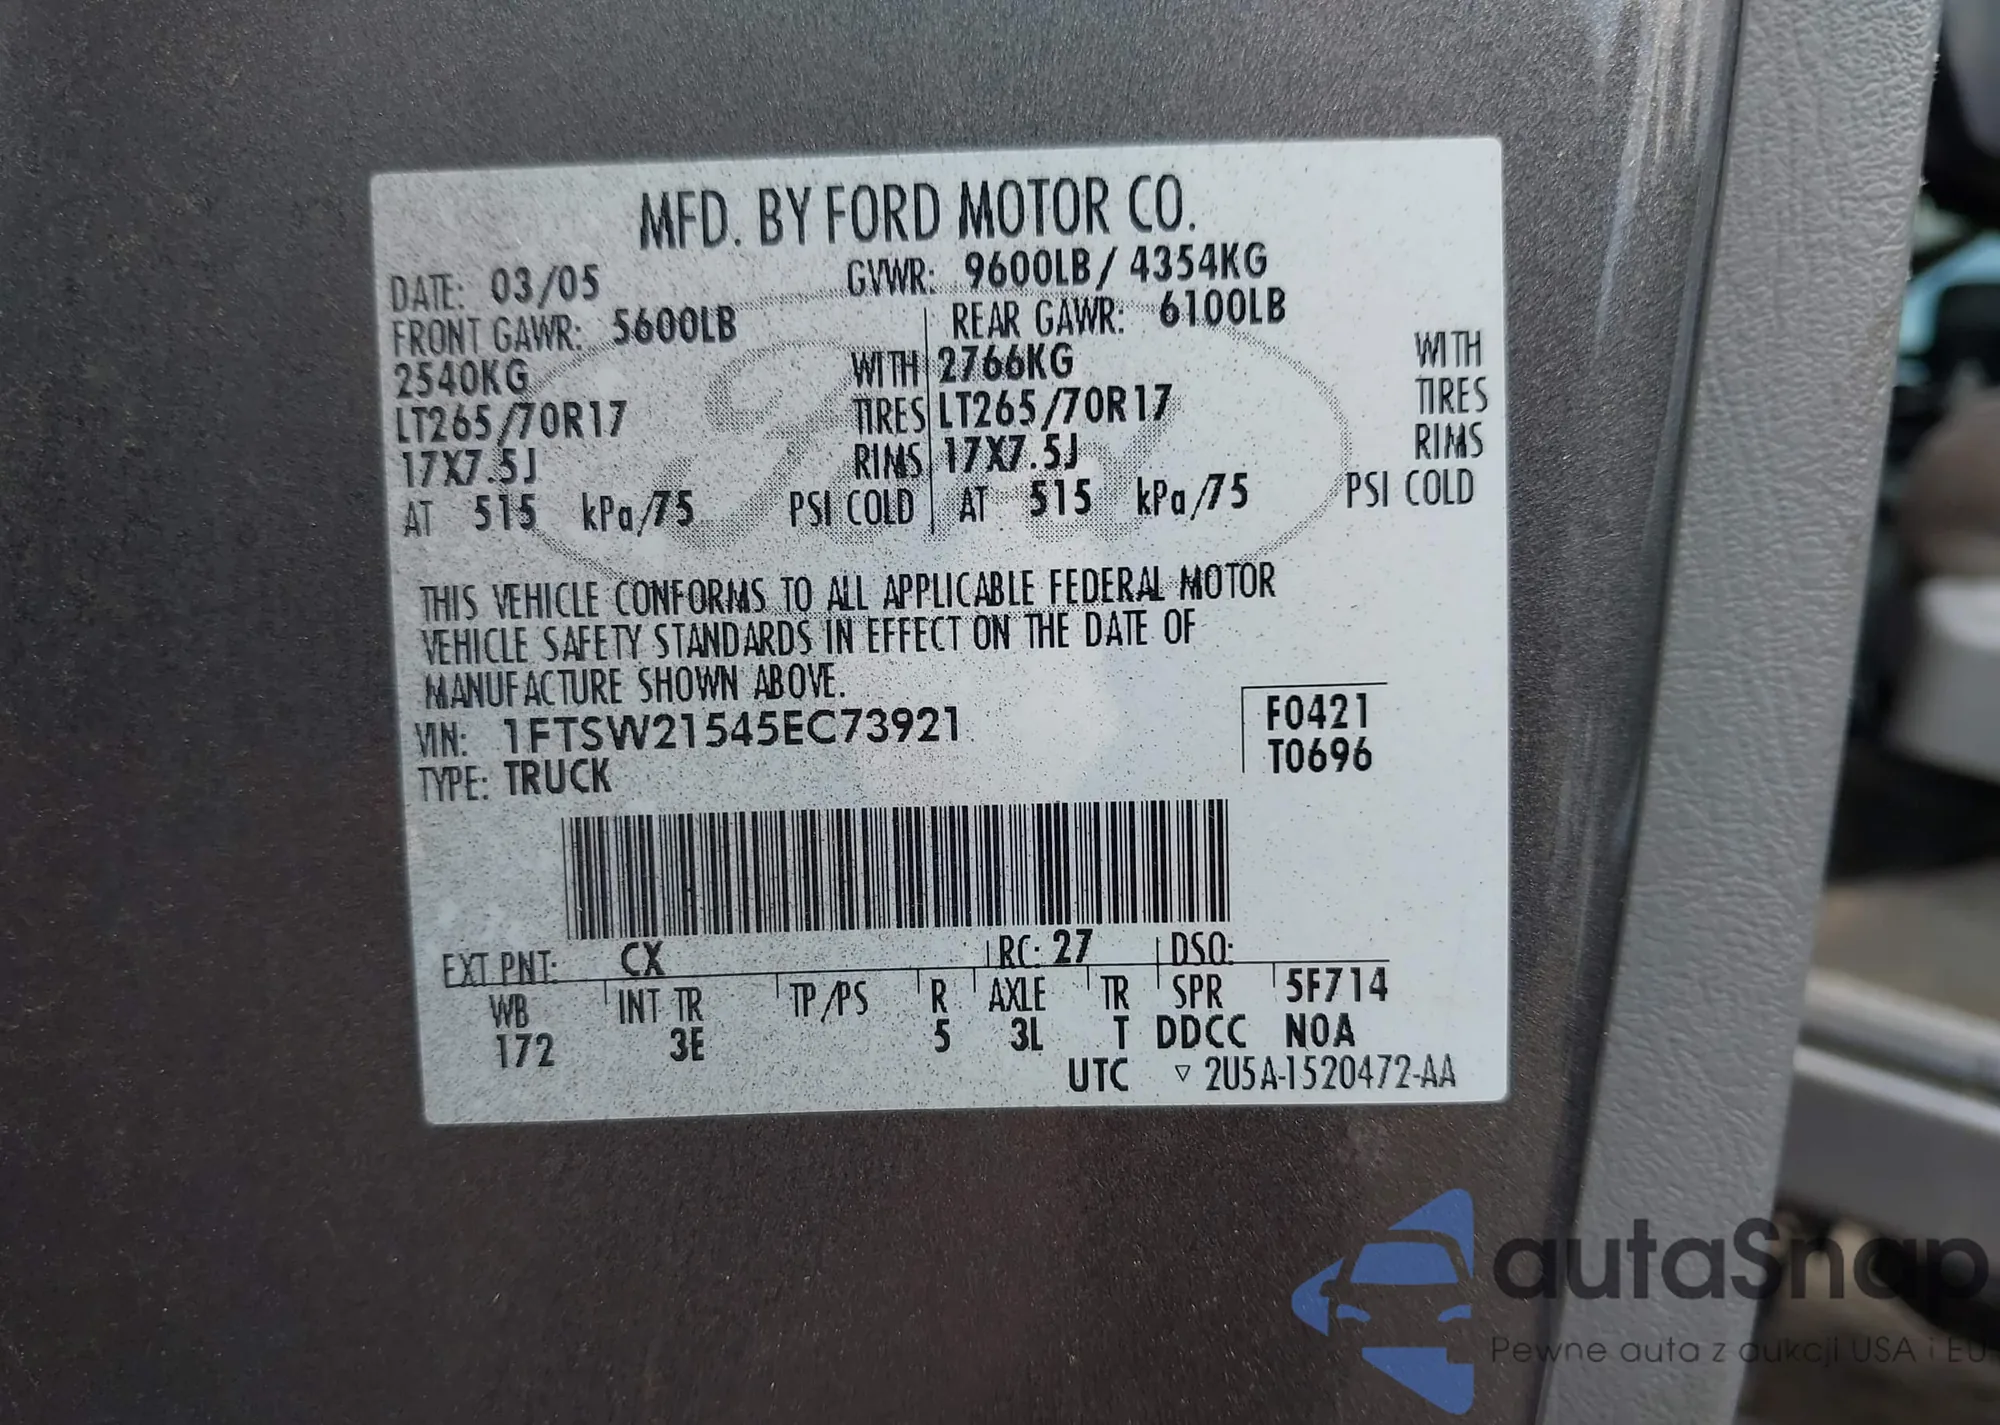 MFD. BY FORD MOTOR CO.
DATE: 03/05 GVWR: 9600LB/ 4354KG
FRONT GAWR: 5600LB REAR GAWR: 6100LB
2540KG WITH 2766KG WITH
LT265/70R17 TIRES LT265/70R17 TIRES
17X7.5J RIMS 17X7.5J RIMS
AT 515 kPa/75 PSI COLD AT 515 kPa/75 PSI COLD
THIS VEHICLE CONFORMS TO ALL APPLICABLE FEDERAL MOTOR
VEHICLE SAFETY STANDARDS IN EFFECT ON THE DATE OF
MANUFACTURE SHOWN ABOVE.
VIN: 1FTSW21545EC73921 F0421
TYPE: TRUCK T0696
EXT PNT: CX RC: 27 DSO:
WB INT TR TP/PS R AXLE TR SPR 5F714
172 3E 5 3L T DDCC N0A
UTC ▽ 2U5A-1520472-AA
autaSnap
Pewne auta z aukcji USA i EU